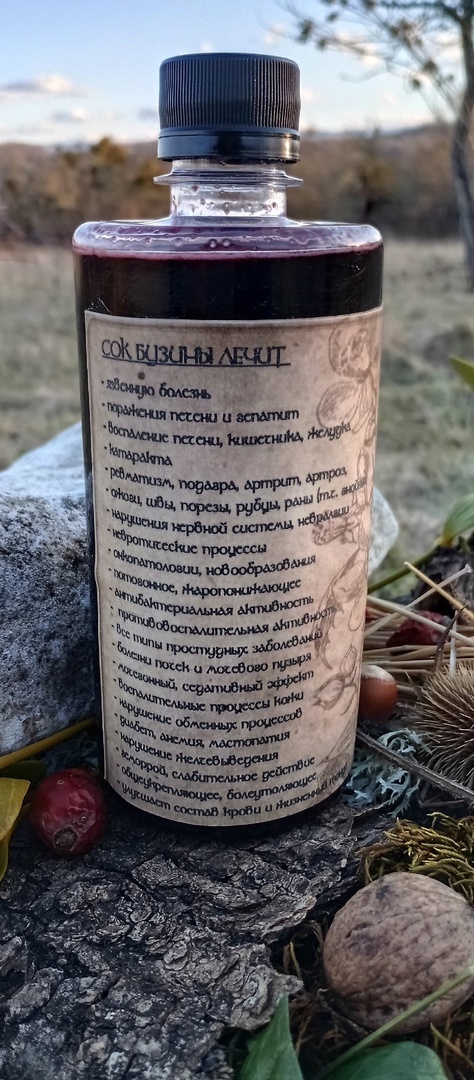 СОК БУЗИНЫ ЛЕЧИТ
- язвенную болезнь
- поражения печени и гепатит
- воспаление печени, кишечника, желудка
- катаракта
- ревматизм, подагра, артрит, артроз,
- ожоги, швы, порезы, рубцы, раны (т.ч.
- нарушения нервной системы, невралгии
- невротические процессы
- онкопатологии, новообразования
- потогонное, жаропонижающее
- антибактериальная активность
- противовоспалительная активность
- все типы простудных заболеваний
- болезни почек и мочевого пузыря
- мочегонный, седативный эффект
- воспалительные процессы кожи
- нарушение обменных процессов
- диабет, анемия, мастопатия
- нарушение желчевыведения
- геморрой, слабительное действие
- общеукрепляющее, болеутоляющее
- улучшает состав крови и жизненный